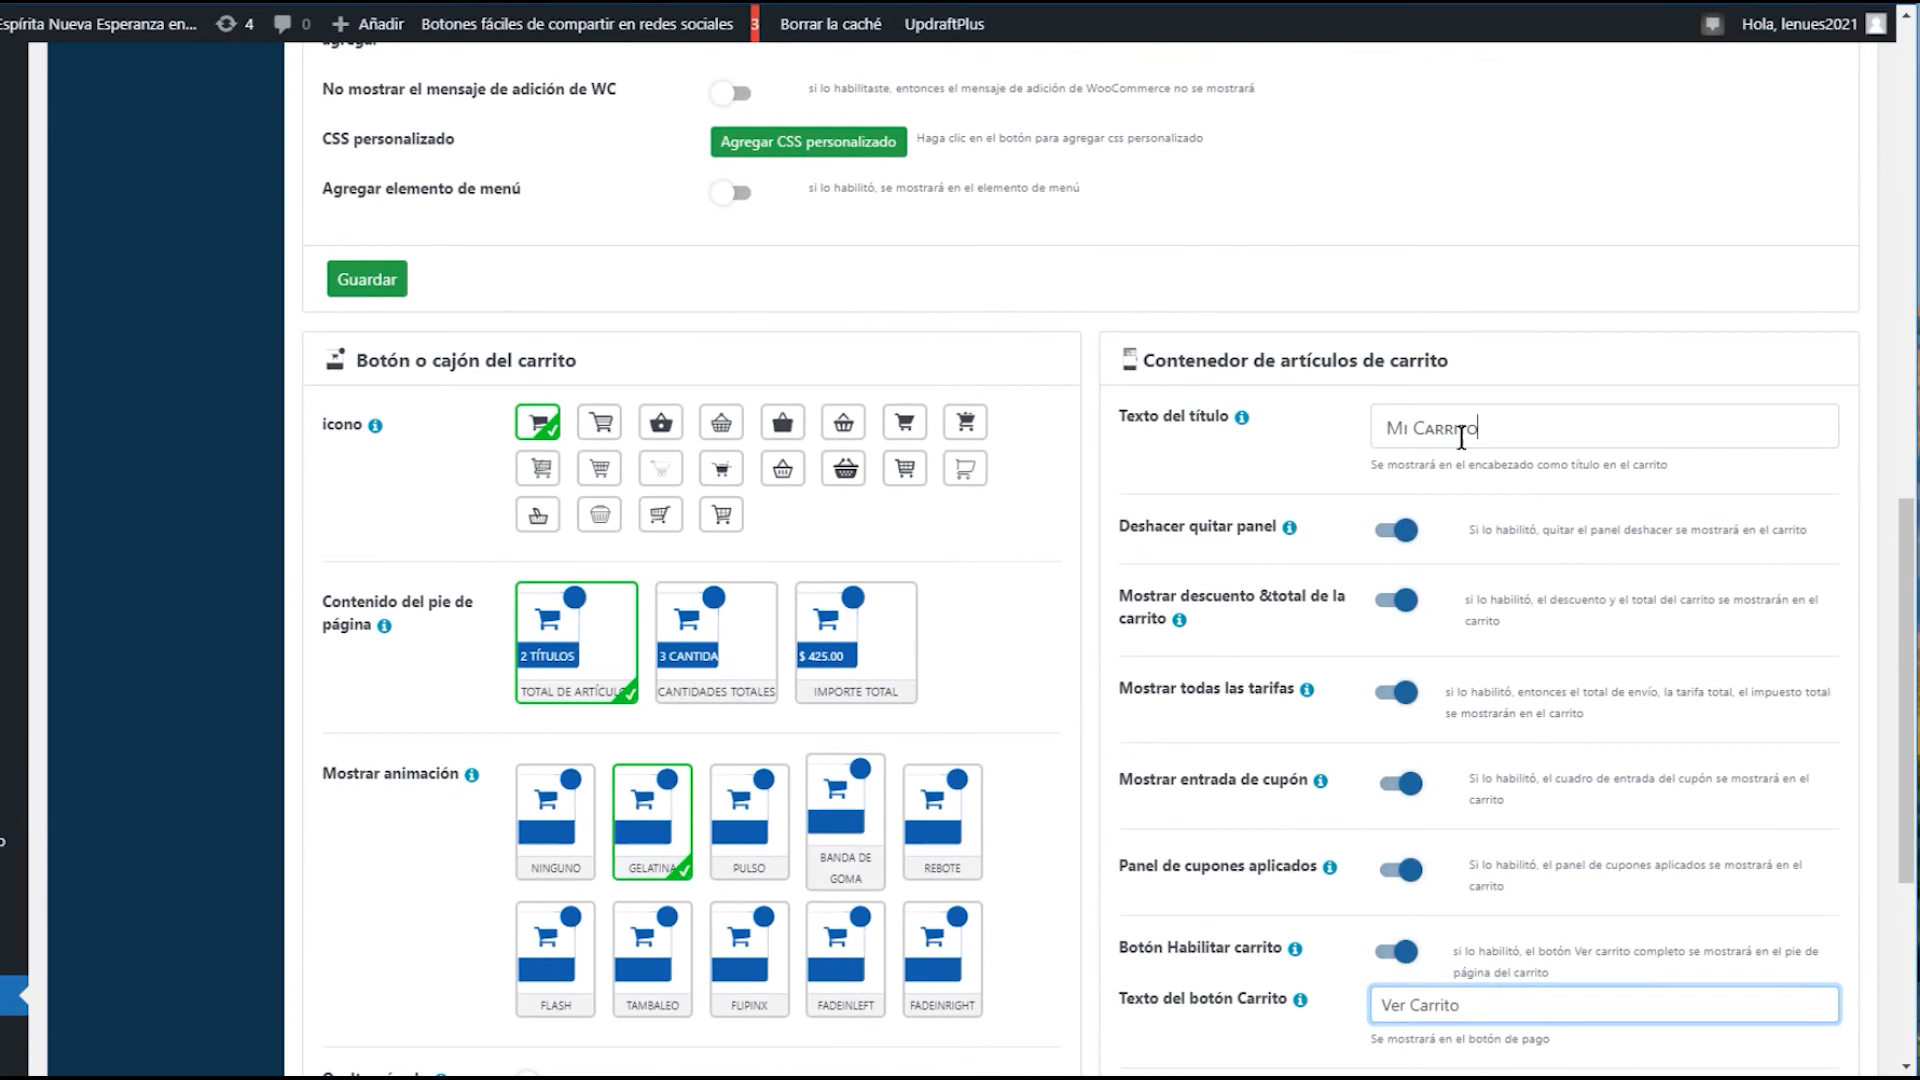 Espírita Nueva Esperanza en...
4
0
Añadir
Botones fáciles de compartir en redes sociales
3
Borrar la caché
UpdraftPlus
Hola, lenues2021
agregar
No mostrar el mensaje de adición de WC
si lo habilitaste, entonces el mensaje de adición de WooCommerce no se mostrará
CSS personalizado
Agregar CSS personalizado
Haga clic en el botón para agregar css personalizado
Agregar elemento de menú
si lo habilitó, se mostrará en el elemento de menú
Guardar
Botón o cajón del carrito
icono
Contenido del pie de
página
2 TÍTULOS
TOTAL DE ARTÍCUL
3 CANTIDA
CANTIDADES TOTALES
$ 425.00
IMPORTE TOTAL
Mostrar animación
NINGUNO
GELATINA
PULSO
BANDA DE
GOMA
REBOTE
FLASH
TAMBALEO
FLIPINX
FADEINLEFT
FADEINRIGHT
Contenedor de artículos de carrito
Texto del título
Mi Carrito
Se mostrará en el encabezado como título en el carrito
Deshacer quitar panel
Si lo habilitó, quitar el panel deshacer se mostrará en el carrito
Mostrar descuento &total de la
carrito
si lo habilitó, el descuento y el total del carrito se mostrarán en el
carrito
Mostrar todas las tarifas
si lo habilitó, entonces el total de envío, la tarifa total, el impuesto total
se mostrarán en el carrito
Mostrar entrada de cupón
Si lo habilitó, el cuadro de entrada del cupón se mostrará en el
carrito
Panel de cupones aplicados
Si lo habilitó, el panel de cupones aplicados se mostrará en el
carrito
Botón Habilitar carrito
si lo habilitó, el botón Ver carrito completo se mostrará en el pie de
página del carrito
Texto del botón Carrito
Ver Carrito
Se mostrará en el botón de pago